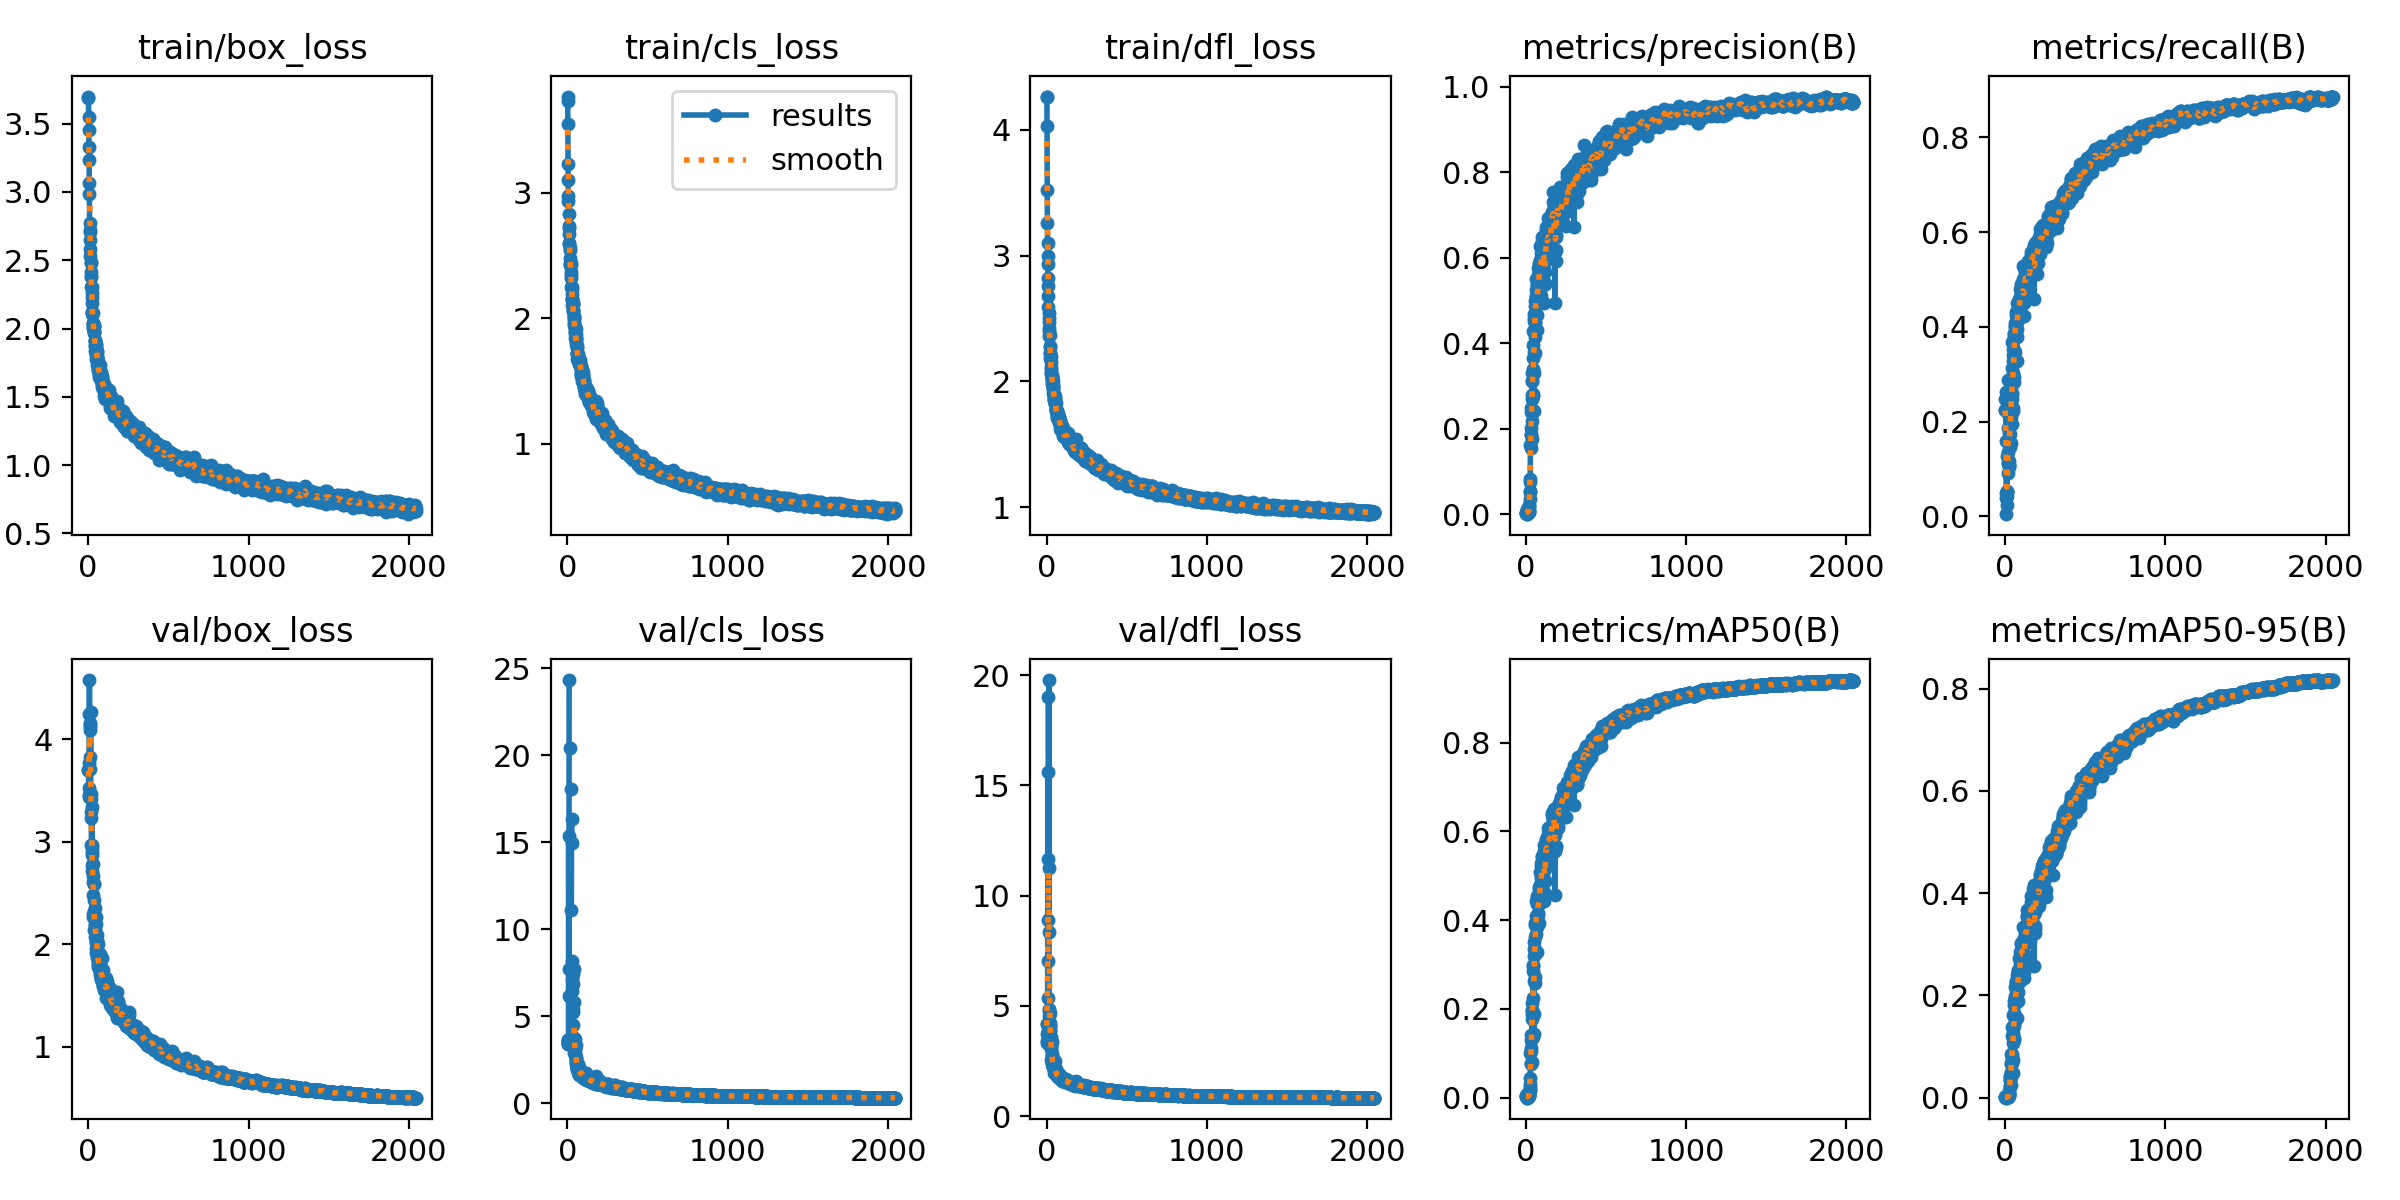 train/box_loss
3.5
3.0
2.5
2.0
1.5
1.0
0.5
0 1000 2000
train/cls_loss
results
smooth
3
2
1
0 1000 2000
train/dfl_loss
4
3
2
1
0 1000 2000
metrics/precision(B)
1.0
0.8
0.6
0.4
0.2
0.0
0 1000 2000
metrics/recall(B)
0.8
0.6
0.4
0.2
0.0
0 1000 2000
val/box_loss
4
3
2
1
0 1000 2000
val/cls_loss
25
20
15
10
5
0
0 1000 2000
val/dfl_loss
20
15
10
5
0
0 1000 2000
metrics/mAP50(B)
0.8
0.6
0.4
0.2
0.0
0 1000 2000
metrics/mAP50-95(B)
0.8
0.6
0.4
0.2
0.0
0 1000 2000